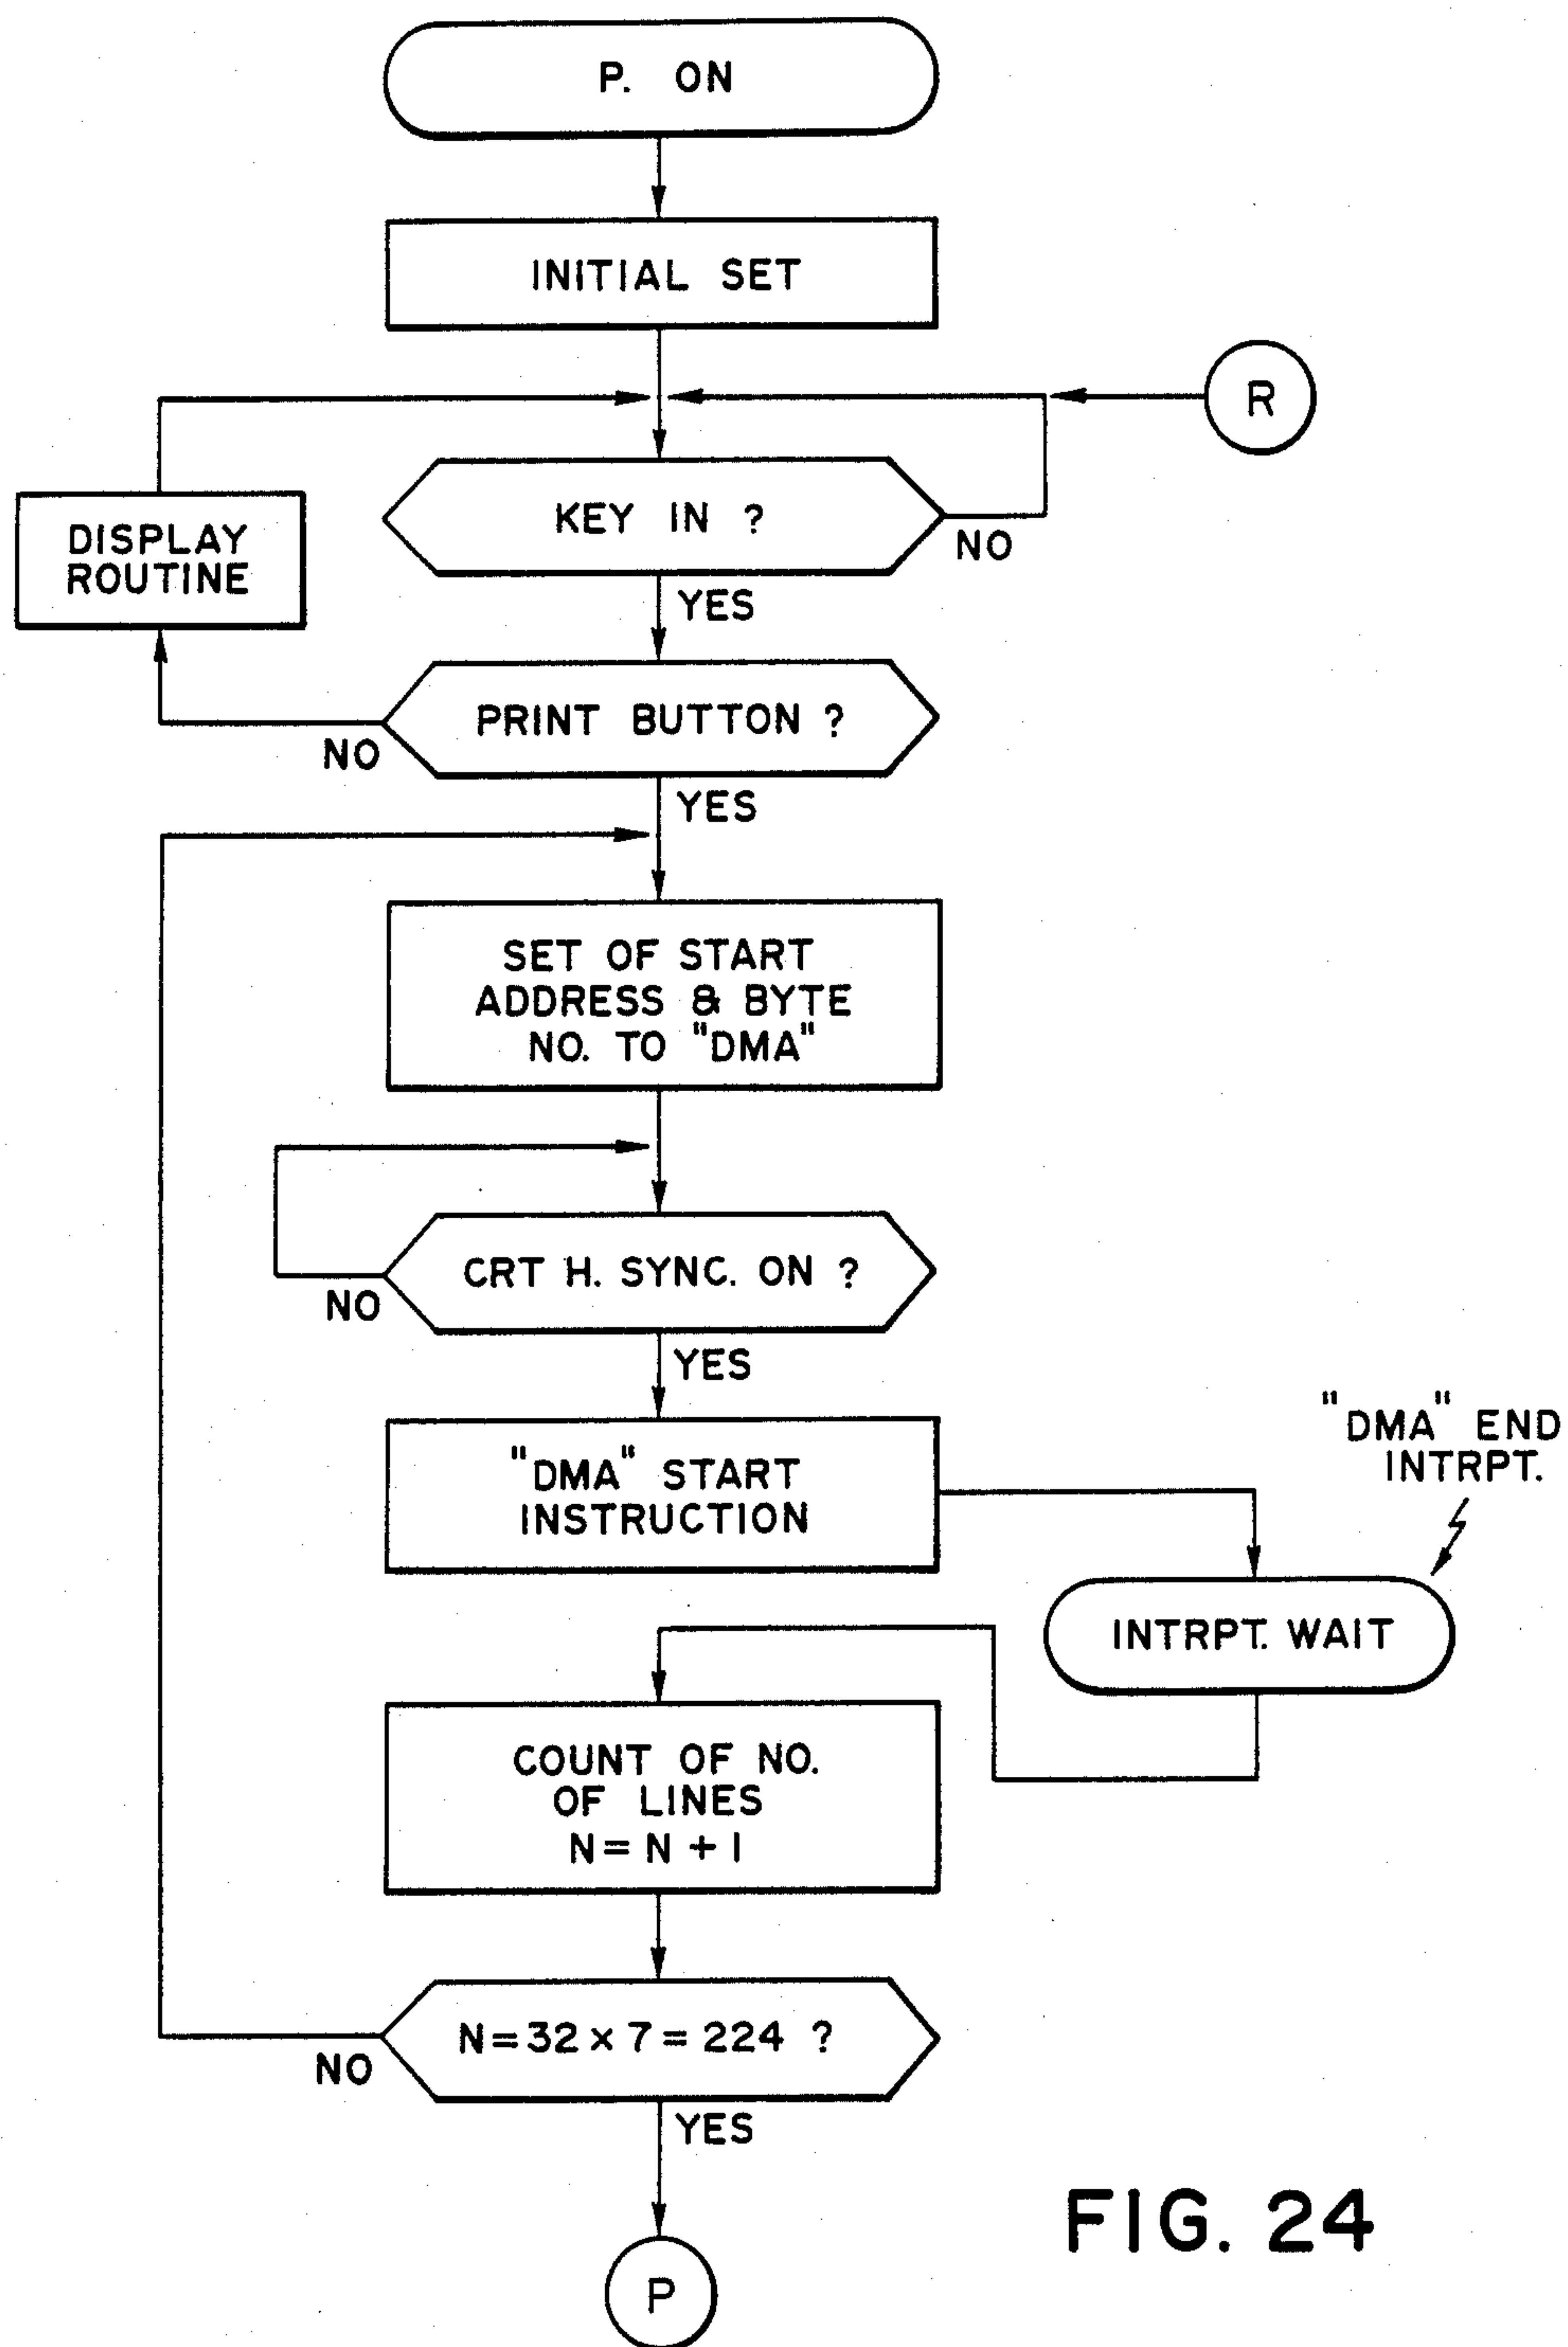 P. ON
INITIAL SET
R
KEY IN ?
NO
DISPLAY
ROUTINE
YES
PRINT BUTTON ?
NO
YES
SET OF START
ADDRESS & BYTE
NO. TO "DMA"
CRT H. SYNC. ON ?
NO
YES
"DMA" START
INSTRUCTION
"DMA" END
INTRPT.
INTRPT. WAIT
COUNT OF NO.
OF LINES
N = N + 1
N = 32 × 7 = 224 ?
NO
YES
P
FIG. 24